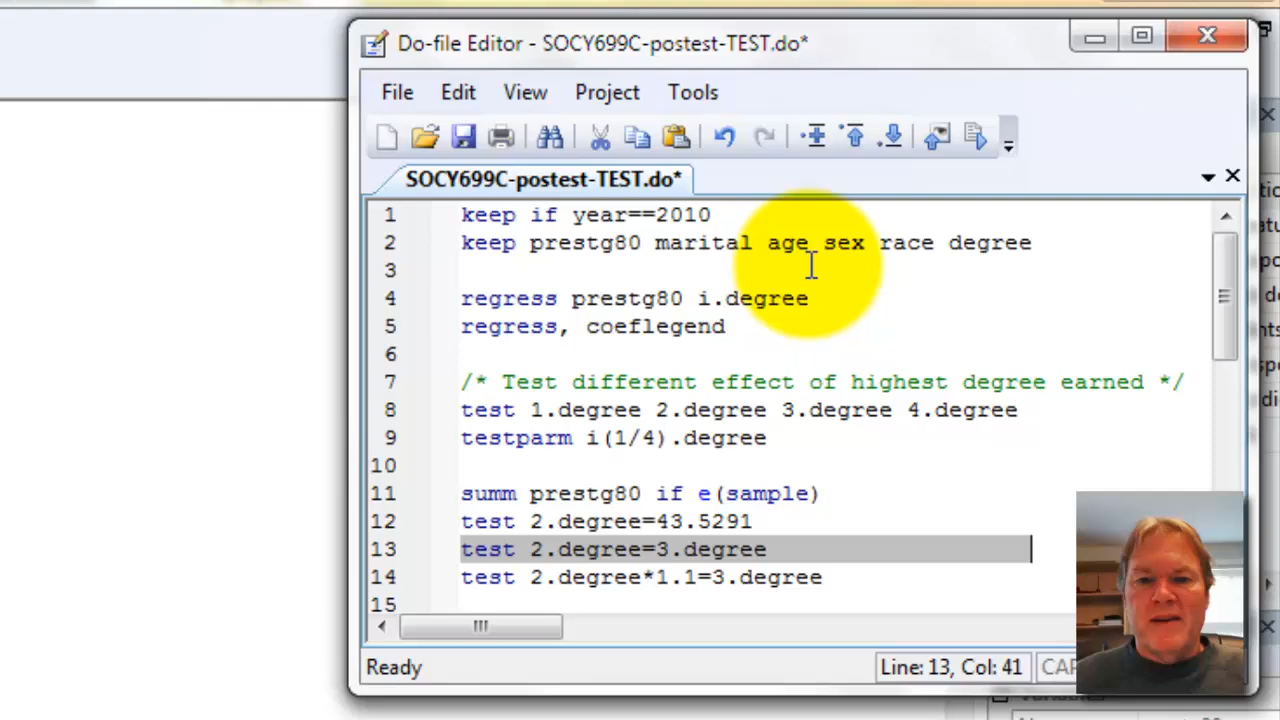 Do-file Editor - SOCY699C-postest-TEST.do*
File Edit View Project Tools
SOCY699C-postest-TEST.do*
1 keep if year==2010
2 keep prestg80 marital age sex race degree
3
4 regress prestg80 i.degree
5 regress, coeflegend
6
7 /* Test different effect of highest degree earned */
8 test 1.degree 2.degree 3.degree 4.degree
9 testparm i(1/4).degree
10
11 summ prestg80 if e(sample)
12 test 2.degree=43.5291
13 test 2.degree=3.degree
14 test 2.degree*1.1=3.degree
15
Ready Line: 13, Col: 41